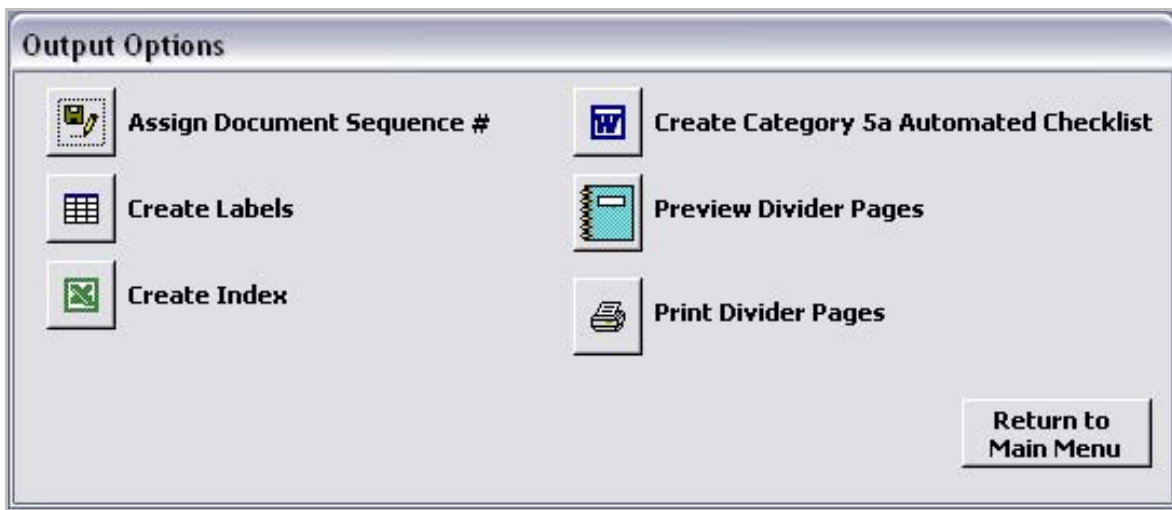 Output Options
Assign Document Sequence #
Create Labels
Create Index
Create Category 5a Automated Checklist
Preview Divider Pages
Print Divider Pages
Return to
Main Menu